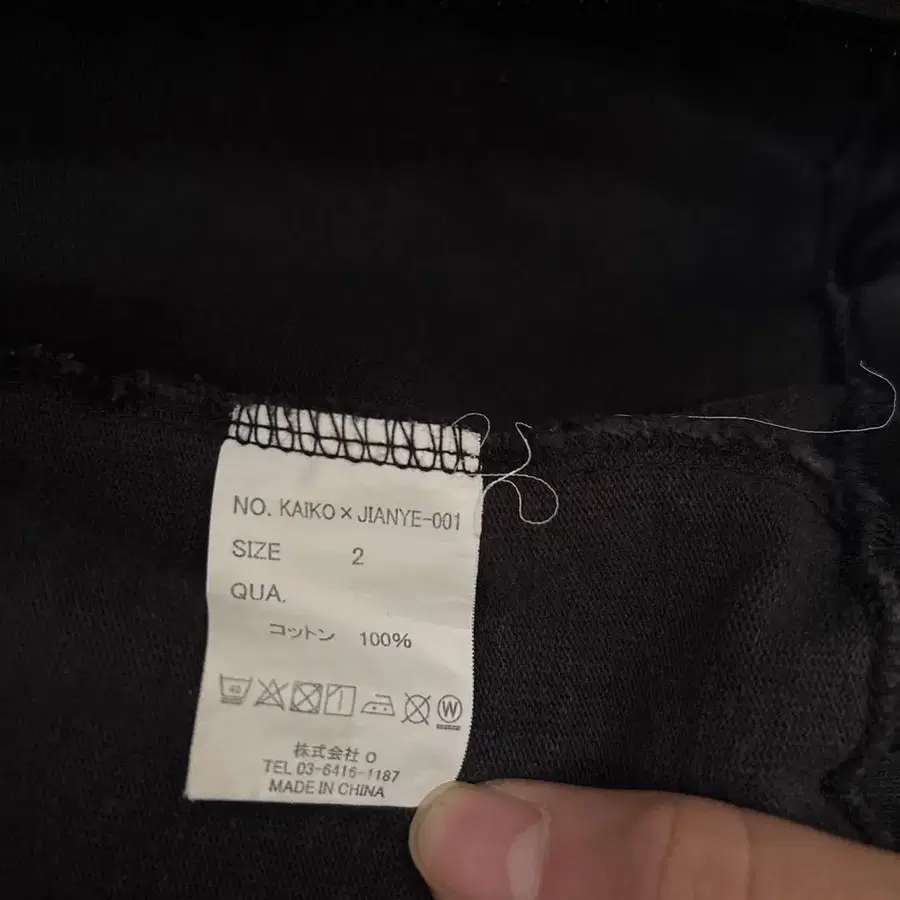 NO. KAIKO×JIANYE-001
SIZE 2
QUA.
コットン 100%
40 W
株式会社 o
TEL 03-6416-1187
MADE IN CHINA